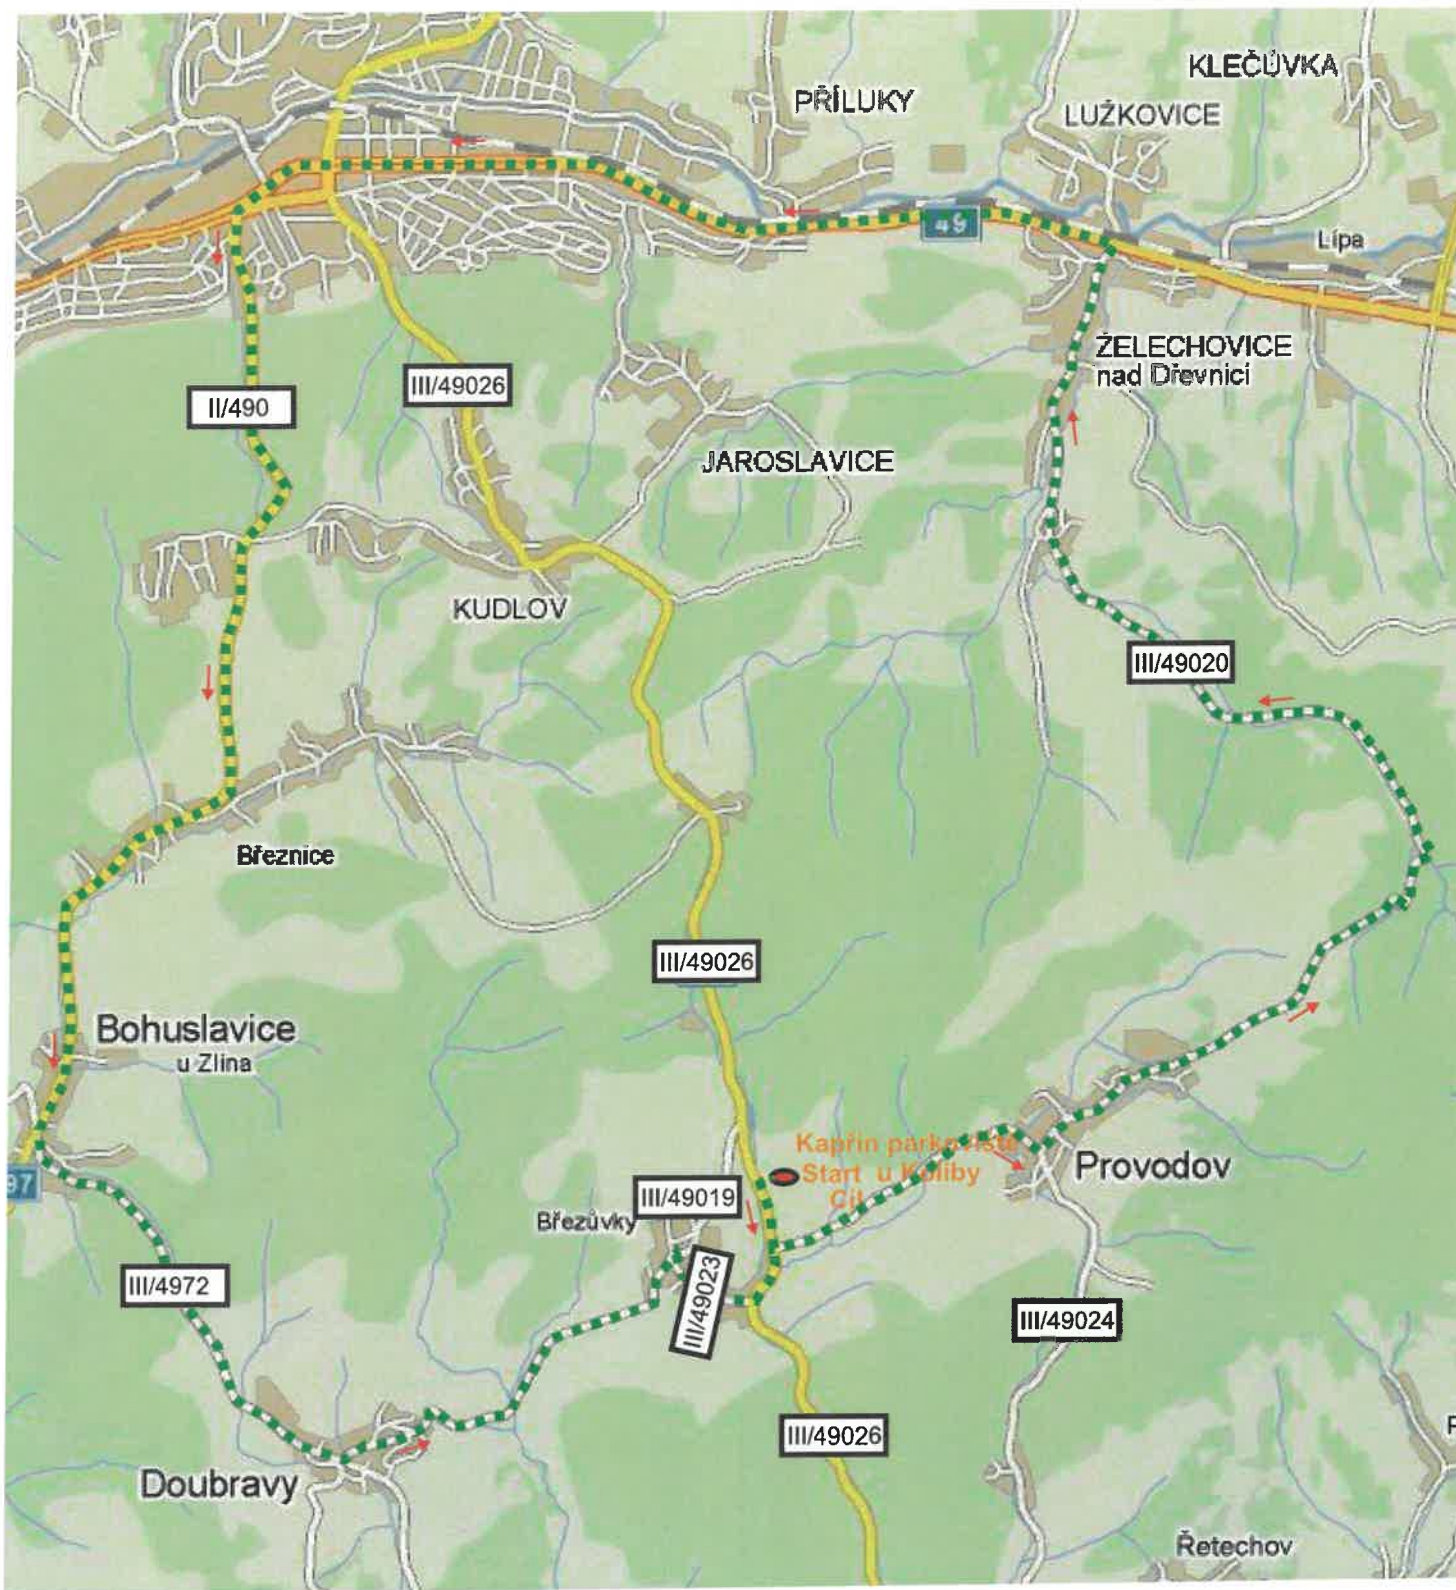 KLEČŮVKA
PŘÍLUKY
LUŽKOVICE
49
Lípa
ŽELECHOVICE
nad Dřevnicí
III/49026
II/490
JAROSLAVICE
KUDLOV
III/49020
Březnice
III/49026
Bohuslavice
u Zlína
Kapřin parkoviště
Start u Koliby
Cíl
Provodov
97
III/49019
Březůvky
III/49023
III/4972
III/49024
III/49026
Doubravy
Řetechov